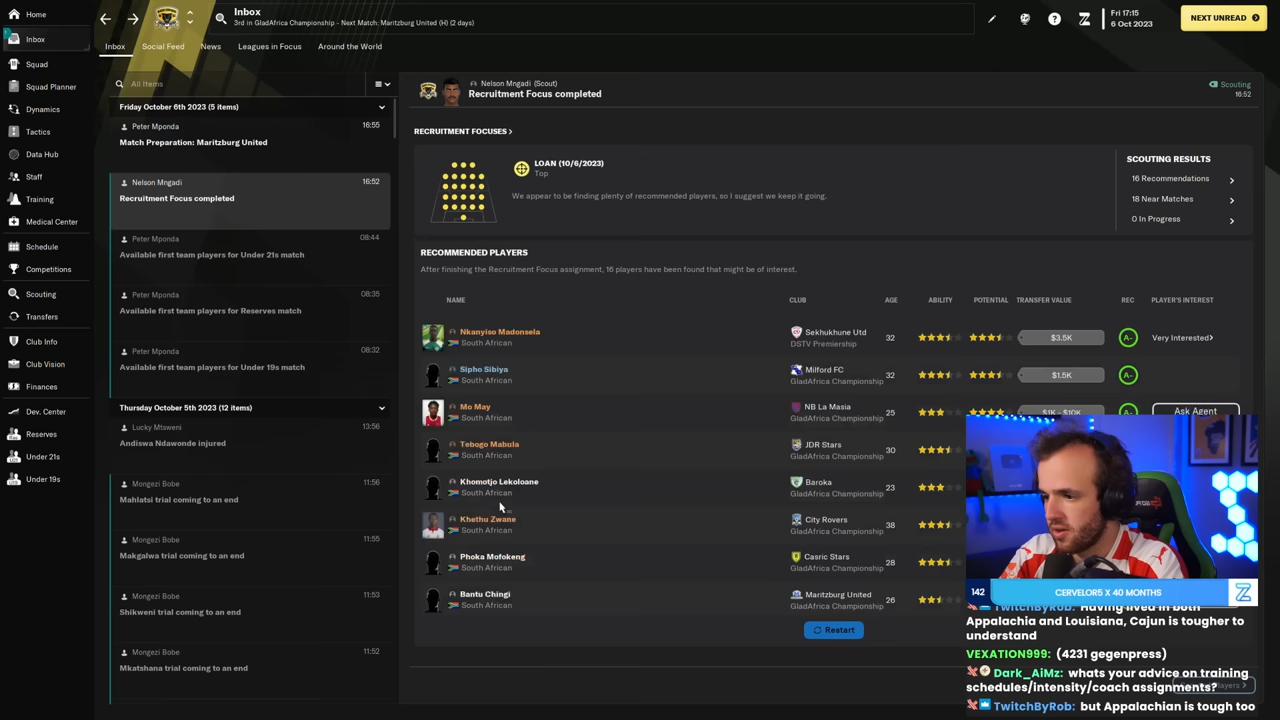 Home
Inbox
Squad
Squad Planner
Dynamics
Tactics
Data Hub
Staff
Training
Medical Center
Schedule
Competitions
Scouting
Transfers
Club Info
Club Vision
Finances
Dev. Center
Reserves
Under 21s
Under 19s
Inbox
3rd in GladAfrica Championship - Next Match: Maritzburg United (H) (2 days)
Fri 17:15
6 Oct 2023
NEXT UNREAD
Inbox Social Feed News Leagues in Focus Around the World
All Items
Friday October 6th 2023 (5 items)
Peter Mponda 16:55
Match Preparation: Maritzburg United
Nelson Mngadi 16:52
Recruitment Focus completed
Peter Mponda 08:44
Available first team players for Under 21s match
Peter Mponda 08:35
Available first team players for Reserves match
Peter Mponda 08:32
Available first team players for Under 19s match
Thursday October 5th 2023 (12 items)
Lucky Mtsweni 13:56
Andiswa Ndawonde injured
Mongezi Bobe 11:56
Mahlatsi trial coming to an end
Mongezi Bobe 11:55
Makgalwa trial coming to an end
Mongezi Bobe 11:53
Shikweni trial coming to an end
Mongezi Bobe 11:52
Mkatshana trial coming to an end
Nelson Mngadi (Scout)
Recruitment Focus completed
Scouting
16:52
RECRUITMENT FOCUSES
LOAN (10/6/2023)
Top
We appear to be finding plenty of recommended players, so I suggest we keep it going.
SCOUTING RESULTS
16 Recommendations
18 Near Matches
0 In Progress
RECOMMENDED PLAYERS
After finishing the Recruitment Focus assignment, 16 players have been found that might be of interest.
NAME CLUB AGE ABILITY POTENTIAL TRANSFER VALUE REC PLAYER'S INTEREST
Nkanyiso Madonsela Sekhukhune Utd 32 $3.5K A- Very Interested
South African DSTV Premiership
Sipho Sibiya Milford FC 32 $1.5K A-
South African GladAfrica Championship
Mo May NB La Masia 25 $1K - $10K A- Ask Agent
South African GladAfrica Championship
Tebogo Mabula JDR Stars 30
South African GladAfrica Championship
Khomotjo Lekoloane Baroka 23
South African GladAfrica Championship
Khethu Zwane City Rovers 38
South African GladAfrica Championship
Phoka Mofokeng Casric Stars 28
South African GladAfrica Championship
Bantu Chingi Maritzburg United 26
South African GladAfrica Championship
Restart
142 CERVELOR5 X 40 MONTHS
TwitchByRob: Having lived in both
Appalachia and Louisiana, Cajun is tougher to
understand
VEXATION999: (4231 gegenpress)
Dark_AiMz: whats your advice on training
schedules/intensity/coach assignments?
TwitchByRob: but Appalachian is tough too